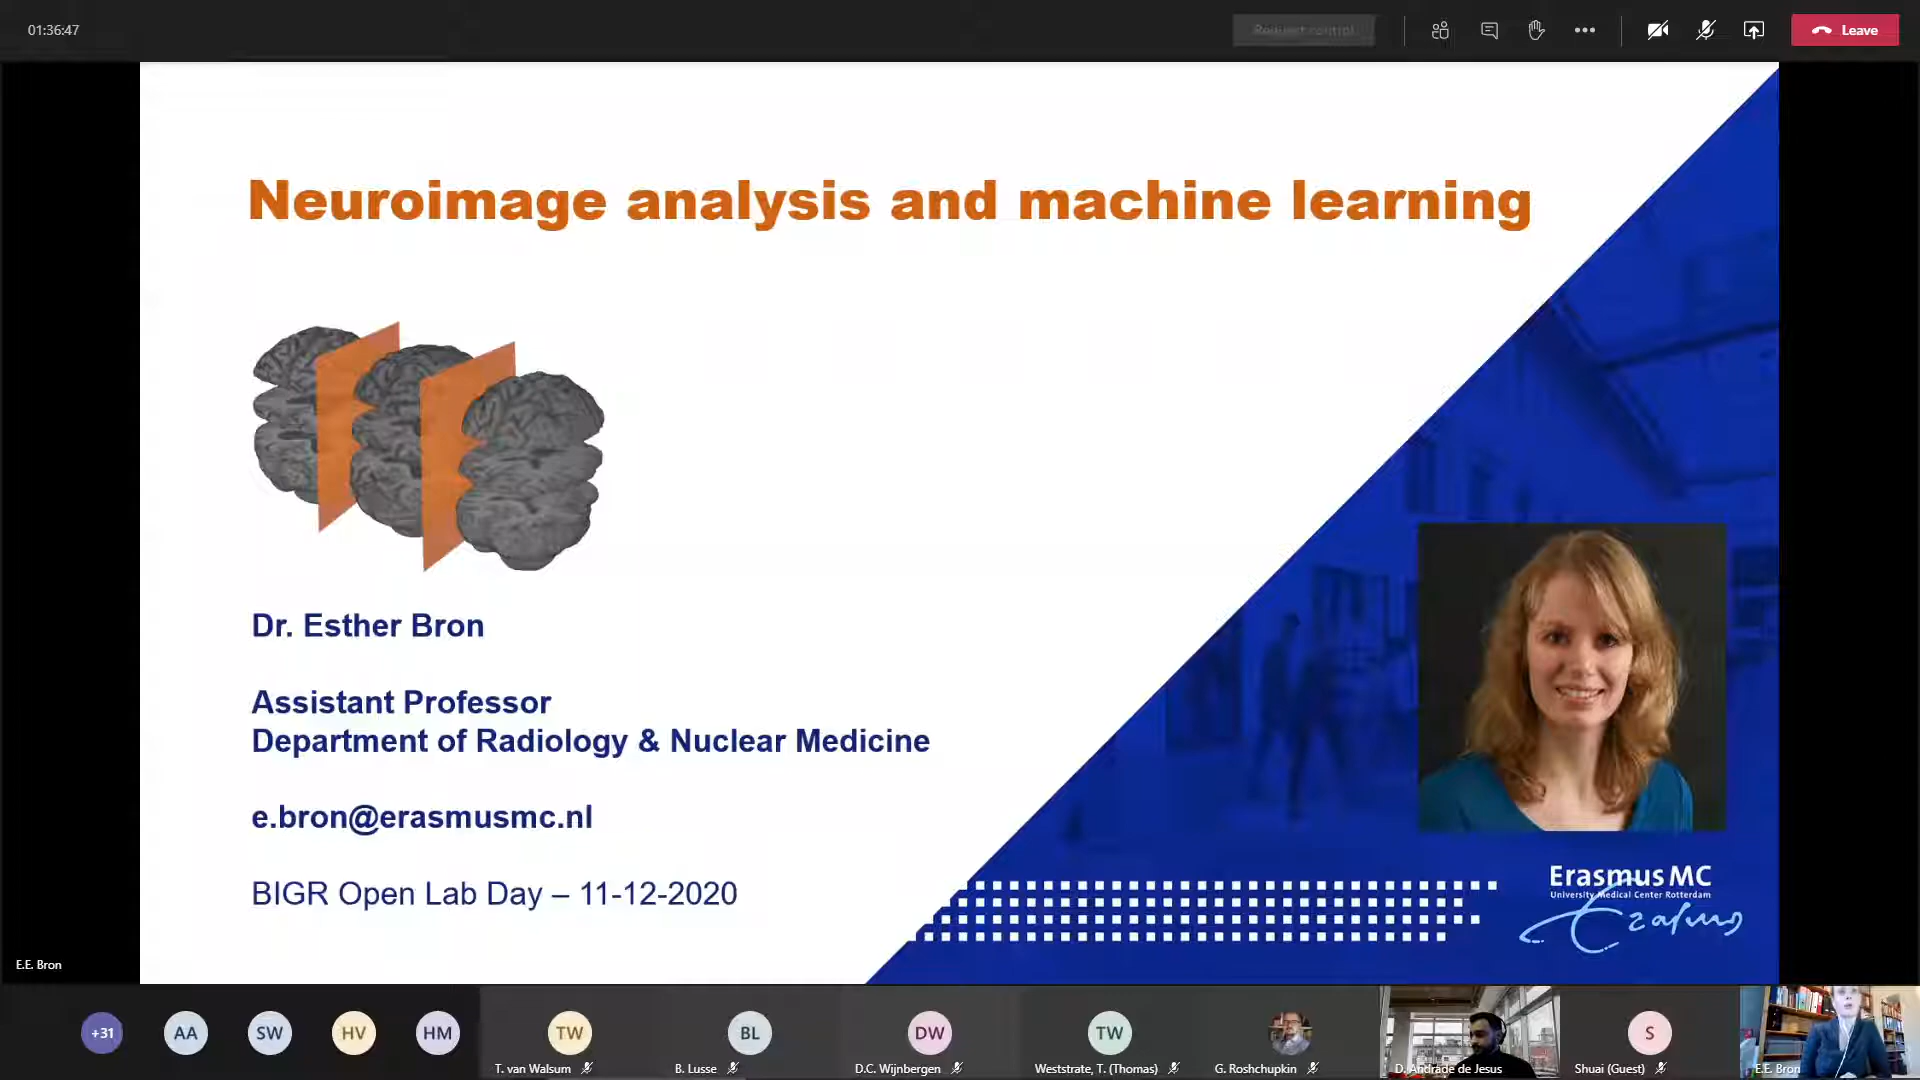 01:36:47
Request control
Leave
Neuroimage analysis and machine learning
Dr. Esther Bron
Assistant Professor
Department of Radiology & Nuclear Medicine
e.bron@erasmusmc.nl
BIGR Open Lab Day – 11-12-2020
Erasmus MC
University Medical Center Rotterdam
Erasmus
E.E. Bron
+31
AA
SW
HV
HM
TW
T. van Walsum
BL
B. Lusse
DW
D.C. Wijnbergen
TW
Weststrate, T. (Thomas)
G. Roshchupkin
D. Andrade de Jesus
S
Shuai (Guest)
E.E. Bron